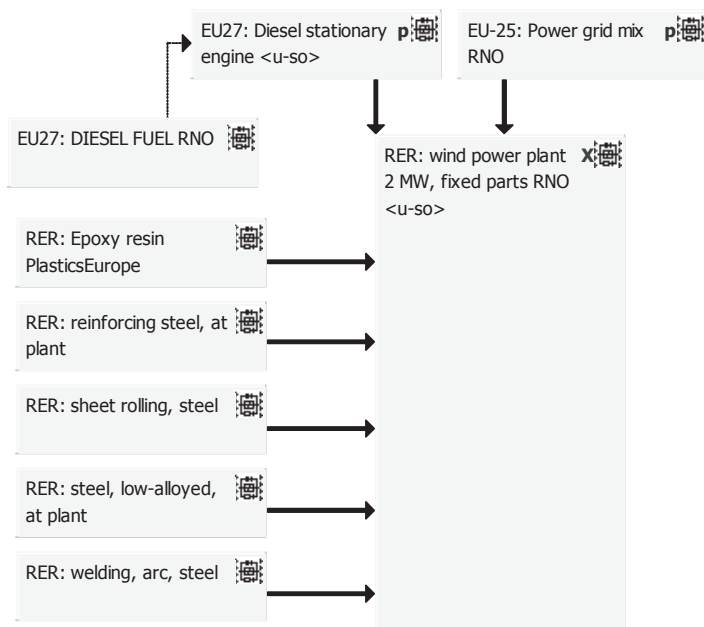 EU27: Diesel stationary p
engine <u-so>
EU-25: Power grid mix p
RNO
EU27: DIESEL FUEL RNO
RER: wind power plant X
2 MW, fixed parts RNO
<u-so>
RER: Epoxy resin
PlasticsEurope
RER: reinforcing steel, at
plant
RER: sheet rolling, steel
RER: steel, low-alloyed,
at plant
RER: welding, arc, steel